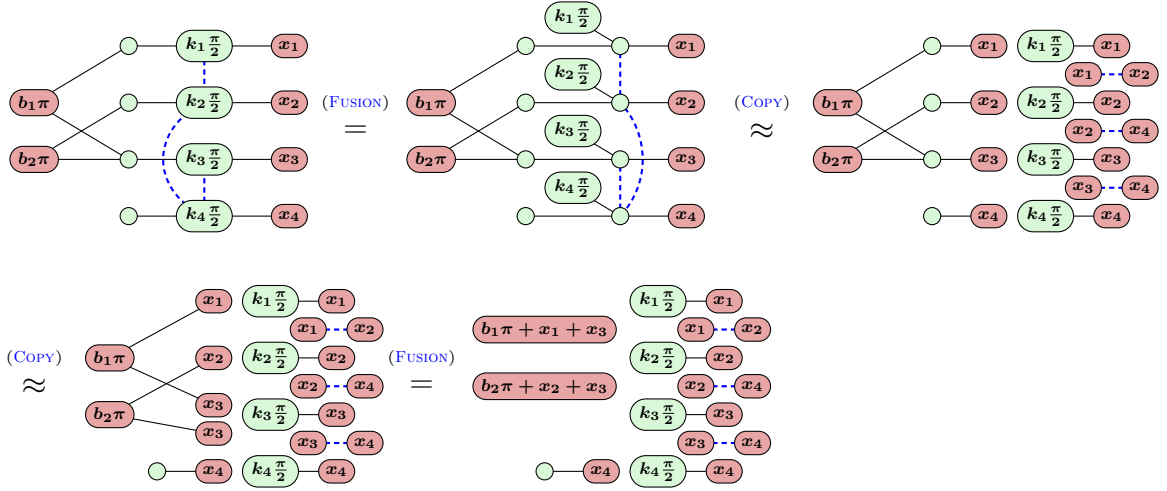 k₁ π/2 x₁
b₁π k₂ π/2 x₂
b₂π k₃ π/2 x₃
k₄ π/2 x₄
(FUSION)
=
k₁ π/2
x₁
k₂ π/2
b₁π x₂
k₃ π/2
b₂π x₃
k₄ π/2
x₄
(COPY)
≈
x₁ k₁ π/2 x₁
x₁ x₂
b₁π x₂ k₂ π/2 x₂
x₂ x₄
b₂π x₃ k₃ π/2 x₃
x₃ x₄
x₄ k₄ π/2 x₄
(COPY)
≈
x₁ k₁ π/2 x₁
x₁ x₂
b₁π x₂ k₂ π/2 x₂
x₂ x₄
x₃
b₂π k₃ π/2 x₃
x₃
x₃ x₄
x₄ k₄ π/2 x₄
(FUSION)
=
k₁ π/2 x₁
b₁π + x₁ + x₃ x₁ x₂
k₂ π/2 x₂
b₂π + x₂ + x₃ x₂ x₄
k₃ π/2 x₃
x₃ x₄
x₄ k₄ π/2 x₄